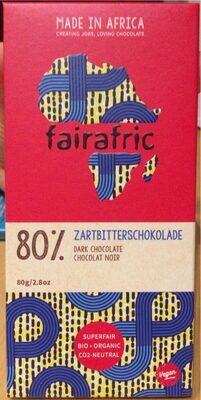 MADE IN AFRICA
CREATING JOBS, LOVING CHOCOLATE
fairafric
80% ZARTBITTERSCHOKOLADE
DARK CHOCOLATE
CHOCOLAT NOIR
80g/2.8oz
SUPERFAIR
BIO • ORGANIC
CO2-NEUTRAL
Vegan